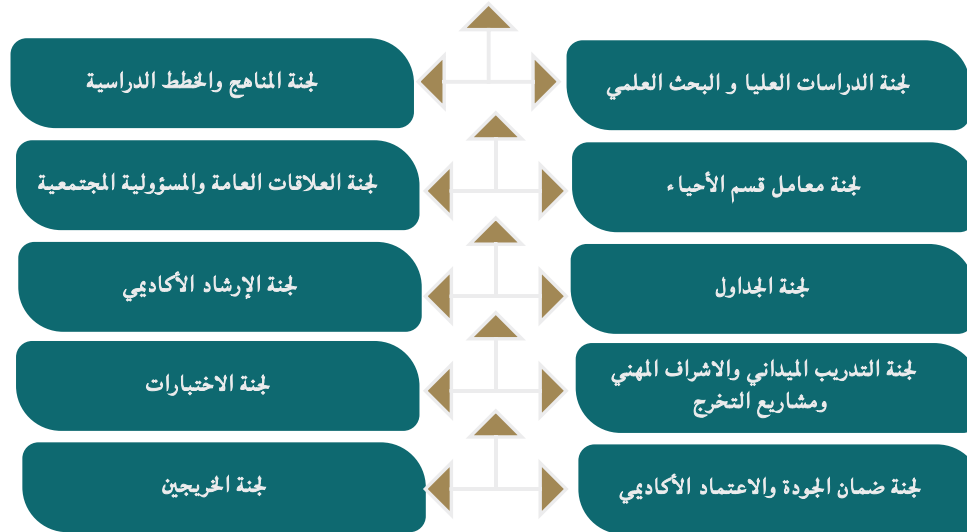 لجنة الدراسات العليا و البحث العلمي
لجنة المناهج والخطط الدراسية
لجنة معامل قسم الأحياء
لجنة العلاقات العامة والمسؤولية المجتمعية
لجنة الجداول
لجنة الإرشاد الأكاديمي
لجنة التدريب الميداني والاشراف المهني
ومشاريع التخرج
لجنة الاختبارات
لجنة ضمان الجودة والاعتماد الأكاديمي
لجنة الخريجين